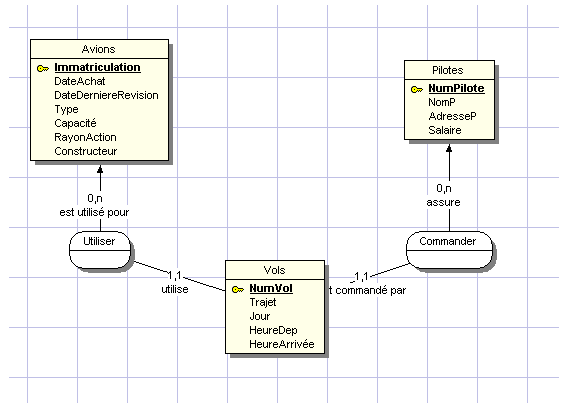 Avions
Immatriculation
DateAchat
DateDerniereRevision
Type
Capacité
RayonAction
Constructeur
Pilotes
NumPilote
NomP
AdresseP
Salaire
0,n
est utilisé pour
0,n
assure
Utiliser
Commander
1,1
utilise
1,1
t commandé par
Vols
NumVol
Trajet
Jour
HeureDep
HeureArrivée